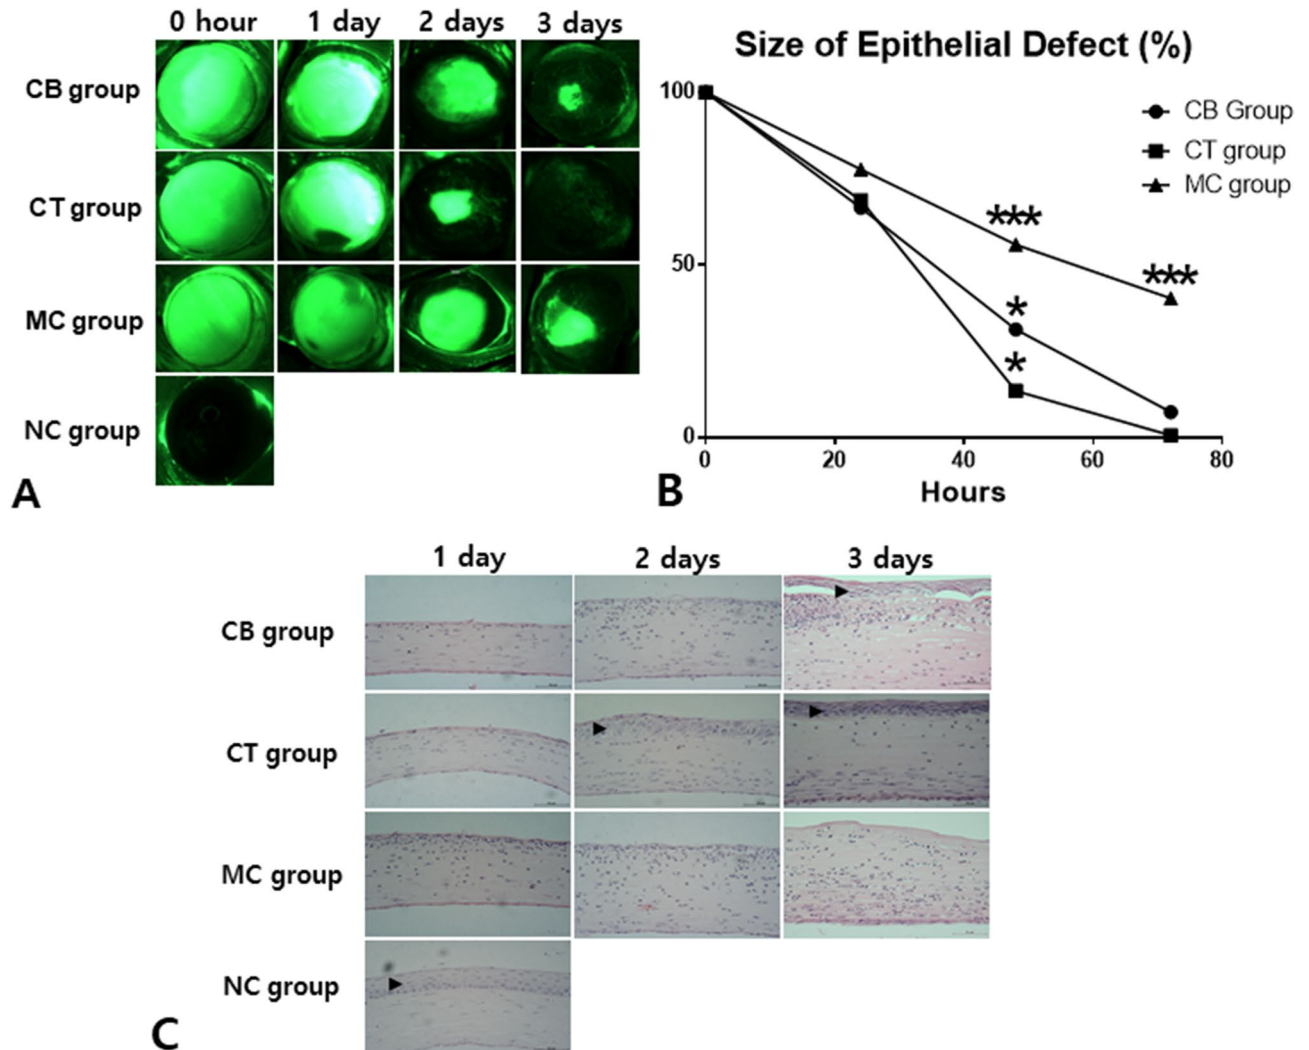 0 hour 1 day 2 days 3 days
CB group
CT group
MC group
NC group
A
Size of Epithelial Defect (%)
100
50
0
0 20 40 60 80
Hours
CB Group
CT group
MC group
***
***
*
*
B
1 day 2 days 3 days
CB group
CT group
MC group
NC group
C